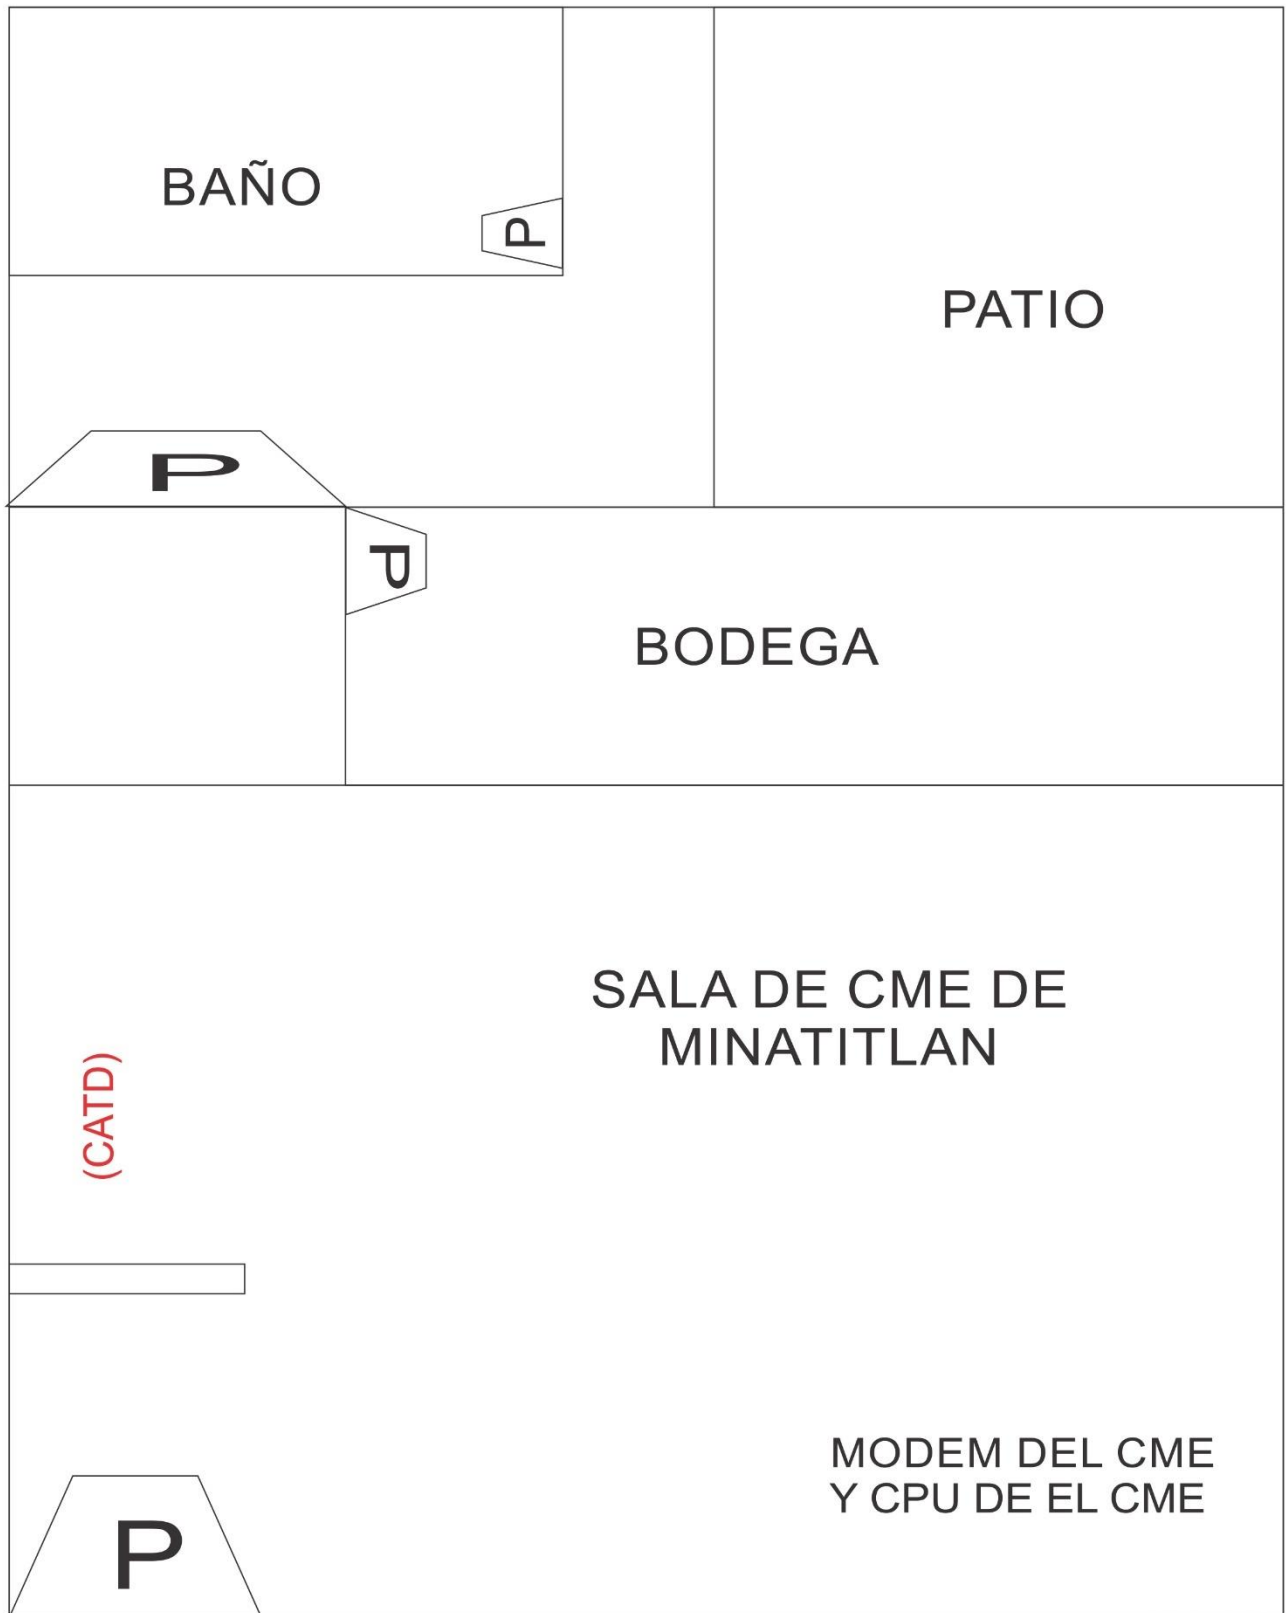 BAÑO
P
PATIO
P
P
BODEGA
SALA DE CME DE
MINATITLAN
(CATD)
MODEM DEL CME
Y CPU DE EL CME
P